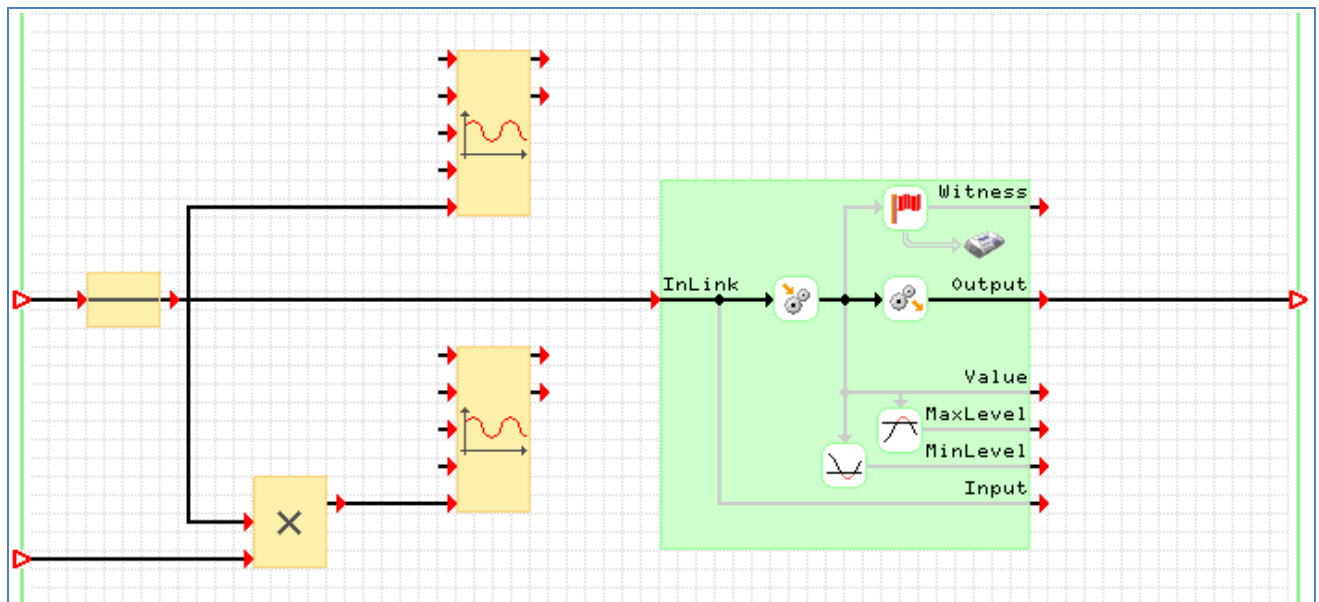 Witness
InLink
Output
Value
MaxLevel
MinLevel
Input